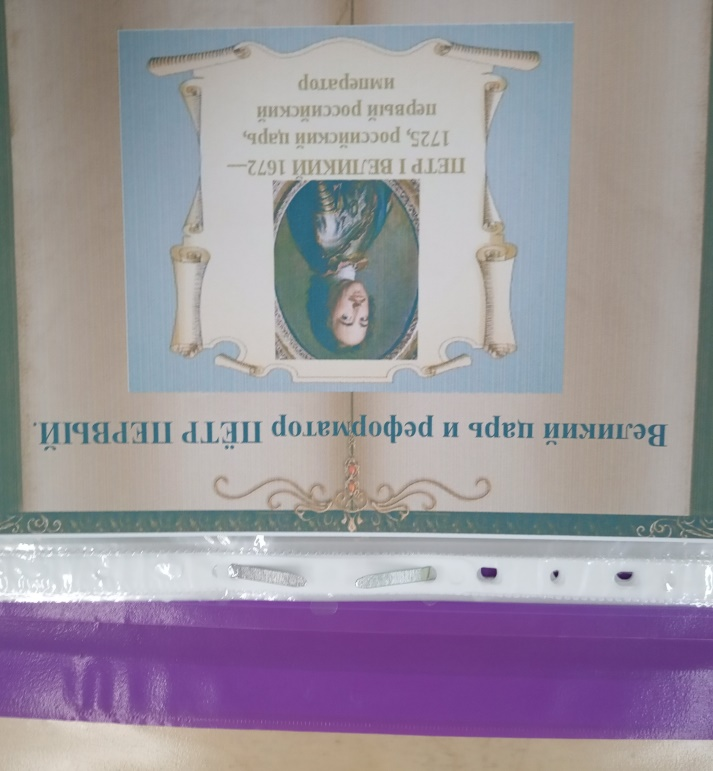 Великий царь и реформатор ПЁТР ПЕРВЫЙ.
ПЕТР I ВЕЛИКИЙ 1672—
1725, российский царь,
первый российский
император